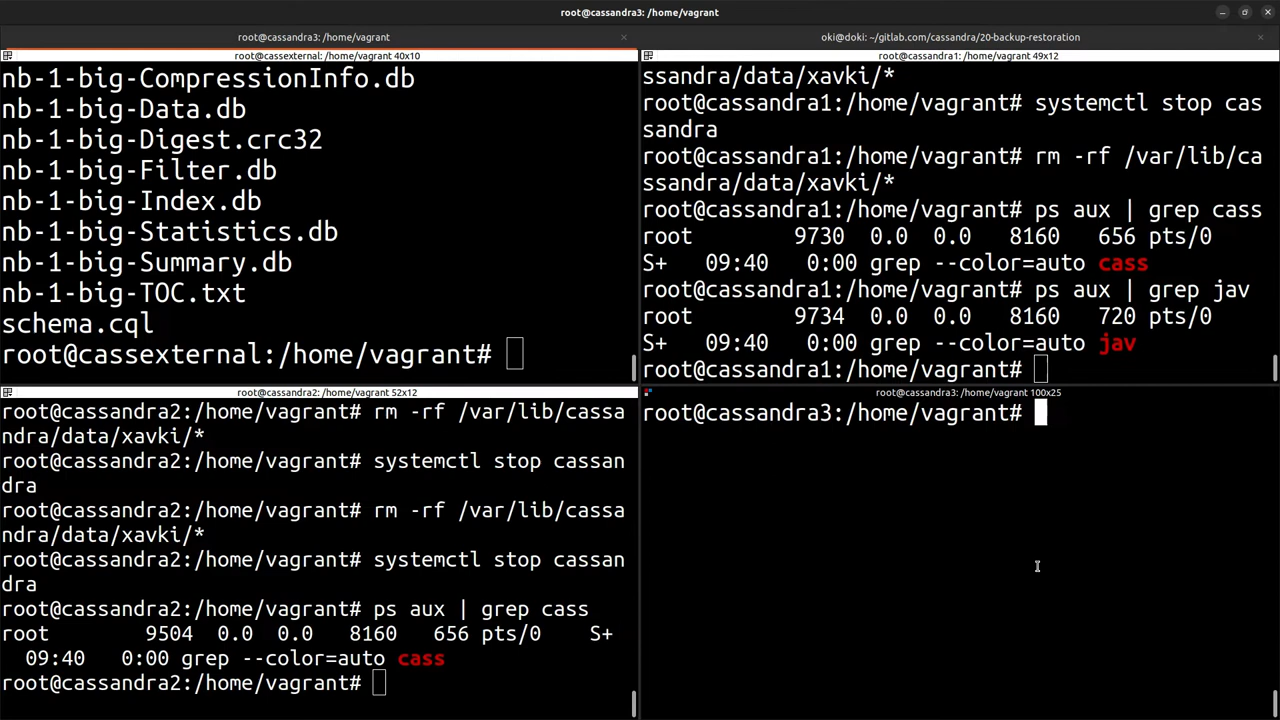 root@cassandra3: /home/vagrant
root@cassandra3: /home/vagrant
oki@doki: ~/gitlab.com/cassandra/20-backup-restoration
root@cassexternal: /home/vagrant 40x10
nb-1-big-CompressionInfo.db
nb-1-big-Data.db
nb-1-big-Digest.crc32
nb-1-big-Filter.db
nb-1-big-Index.db
nb-1-big-Statistics.db
nb-1-big-Summary.db
nb-1-big-TOC.txt
schema.cql
root@cassexternal:/home/vagrant#
root@cassandra1: /home/vagrant 49x12
ssandra/data/xavki/*
root@cassandra1:/home/vagrant# systemctl stop cas
sandra
root@cassandra1:/home/vagrant# rm -rf /var/lib/ca
ssandra/data/xavki/*
root@cassandra1:/home/vagrant# ps aux | grep cass
root 9730 0.0 0.0 8160 656 pts/0
S+ 09:40 0:00 grep --color=auto cass
root@cassandra1:/home/vagrant# ps aux | grep jav
root 9734 0.0 0.0 8160 720 pts/0
S+ 09:40 0:00 grep --color=auto jav
root@cassandra1:/home/vagrant#
root@cassandra2: /home/vagrant 52x12
root@cassandra2:/home/vagrant# rm -rf /var/lib/cassa
ndra/data/xavki/*
root@cassandra2:/home/vagrant# systemctl stop cassan
dra
root@cassandra2:/home/vagrant# rm -rf /var/lib/cassa
ndra/data/xavki/*
root@cassandra2:/home/vagrant# systemctl stop cassan
dra
root@cassandra2:/home/vagrant# ps aux | grep cass
root 9504 0.0 0.0 8160 656 pts/0 S+
09:40 0:00 grep --color=auto cass
root@cassandra2:/home/vagrant#
root@cassandra3: /home/vagrant 100x25
root@cassandra3:/home/vagrant#